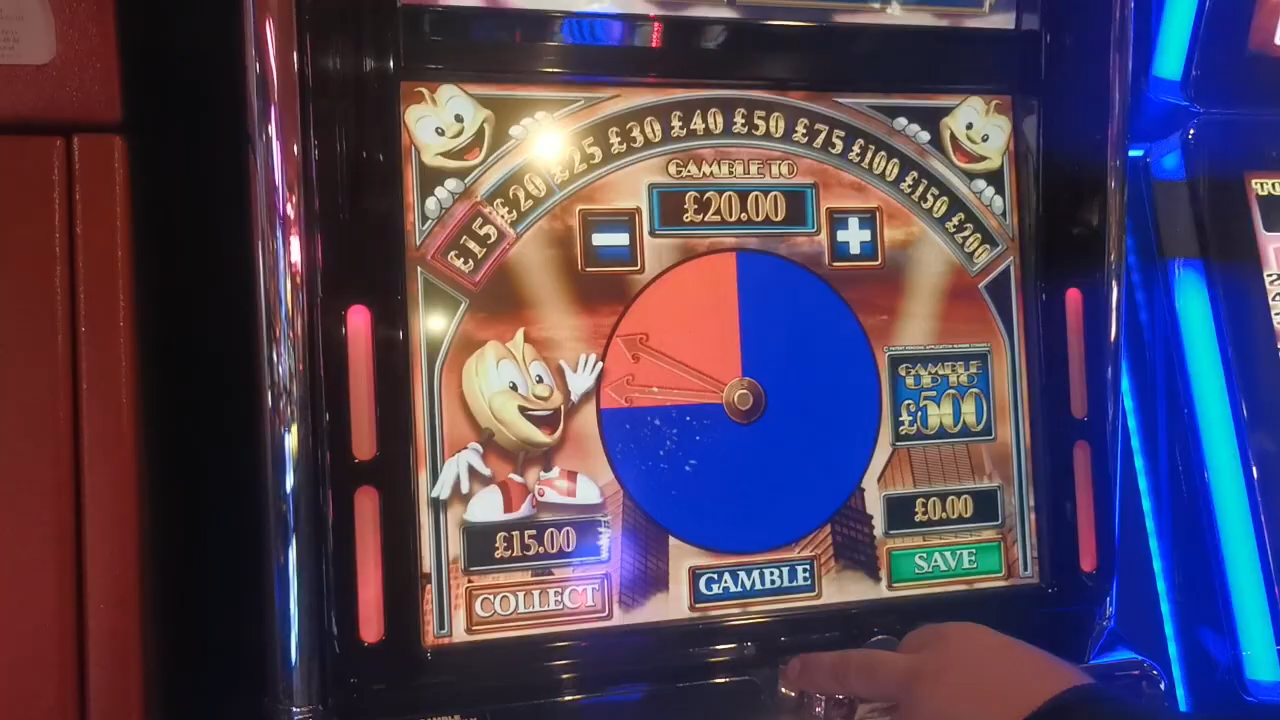 £15 £20 £25 £30 £40 £50 £75 £100 £150 £200
GAMBLE TO
£20.00
GAMBLE
UP TO
£500
£0.00
£15.00
SAVE
GAMBLE
COLLECT